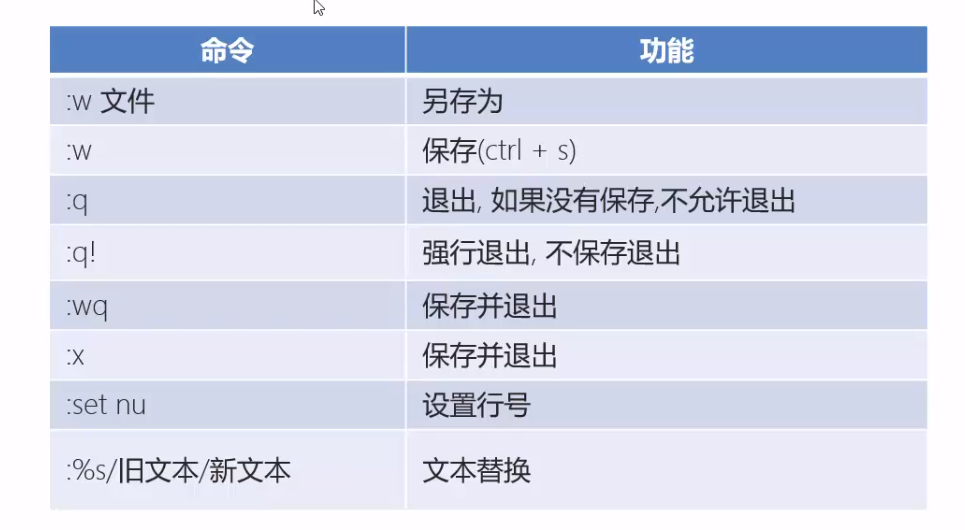 命令 功能
:w 文件 另存为
:w 保存(ctrl + s)
:q 退出, 如果没有保存,不允许退出
:q! 强行退出, 不保存退出
:wq 保存并退出
:x 保存并退出
:set nu 设置行号
:%s/旧文本/新文本 文本替换